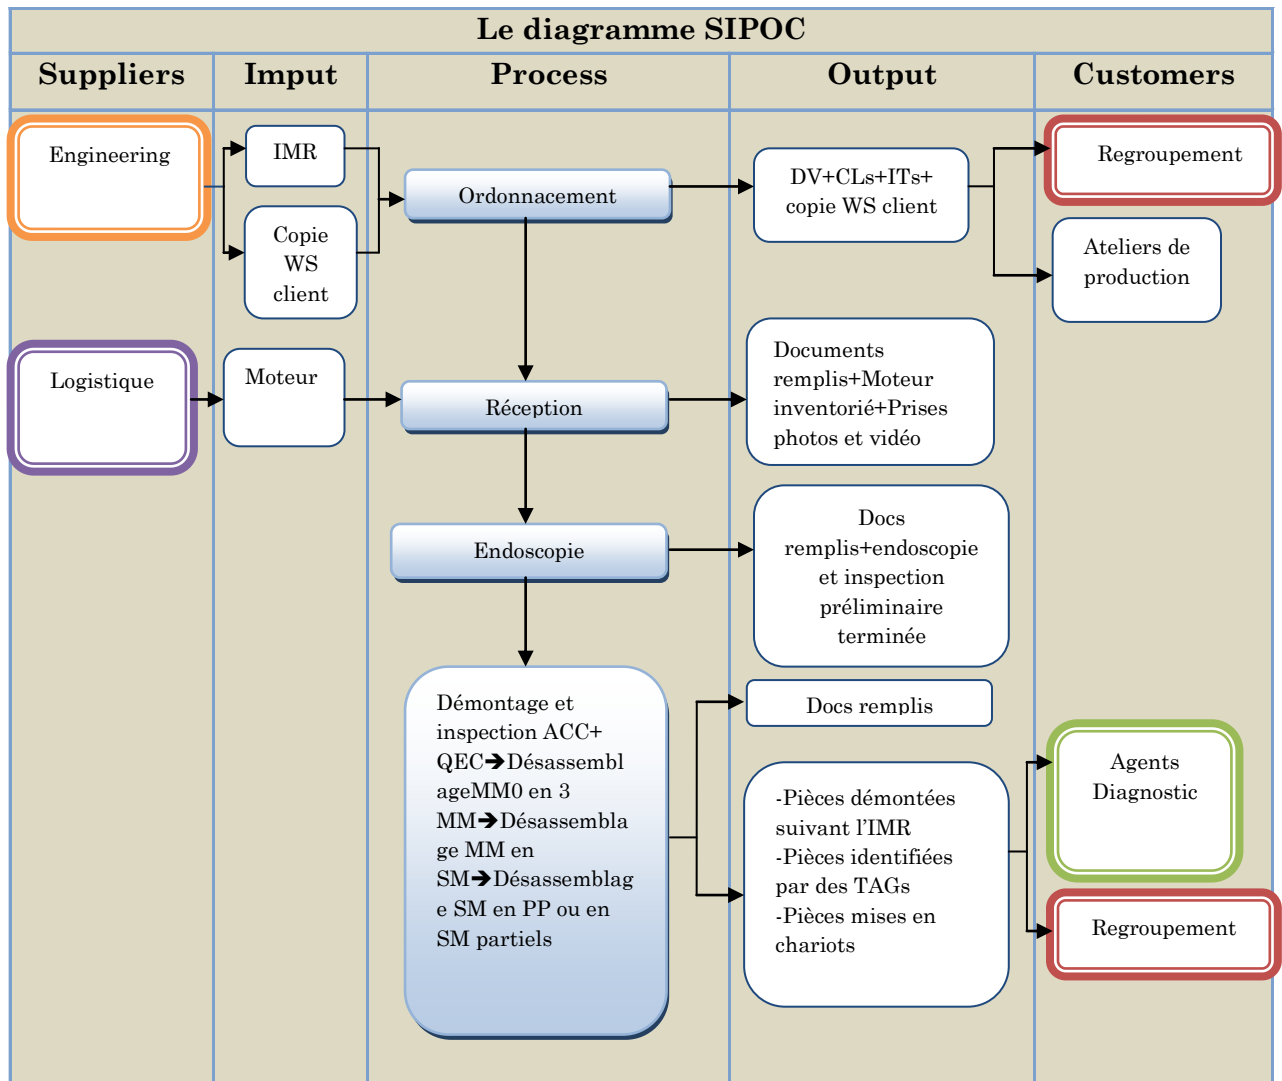 Le diagramme SIPOC
Suppliers
Imput
Process
Output
Customers
Engineering
IMR
Copie
WS
client
Ordonnacement
DV+CLs+ITs+
copie WS client
Regroupement
Ateliers de
production
Logistique
Moteur
Réception
Documents
remplis+Moteur
inventorié+Prises
photos et vidéo
Endoscopie
Docs
remplis+endoscopie
et inspection
préliminaire
terminée
Démontage et
inspection ACC+
QEC➔Désassembl
ageMM0 en 3
MM➔Désassembla
ge MM en
SM➔Désassemblag
e SM en PP ou en
SM partiels
Docs remplis
-Pièces démontées
suivant l'IMR
-Pièces identifiées
par des TAGs
-Pièces mises en
chariots
Agents
Diagnostic
Regroupement